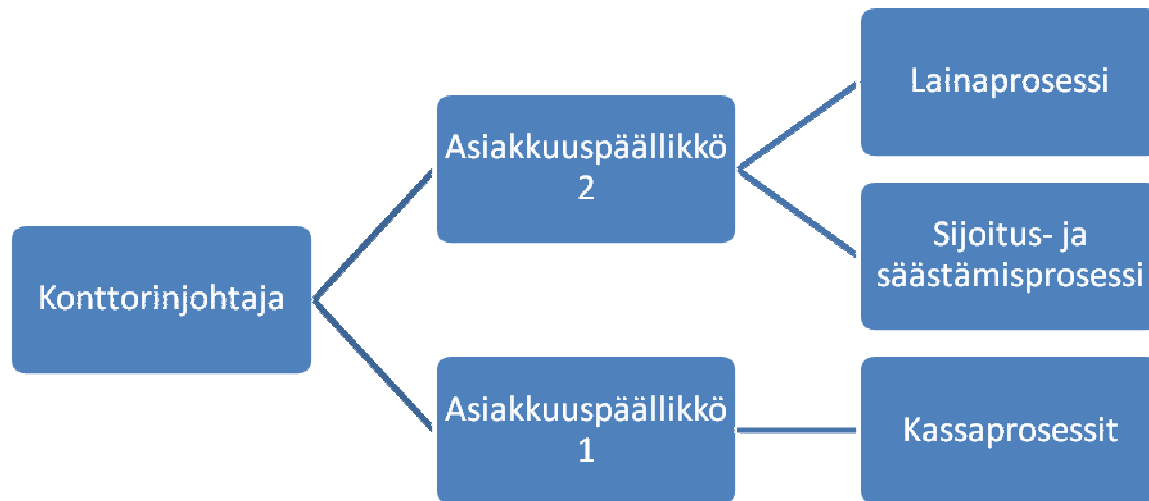 Konttorinjohtaja
Asiakkuuspäällikkö
2
Asiakkuuspäällikkö
1
Lainaprosessi
Sijoitus- ja
säästämisprosessi
Kassaprosessit